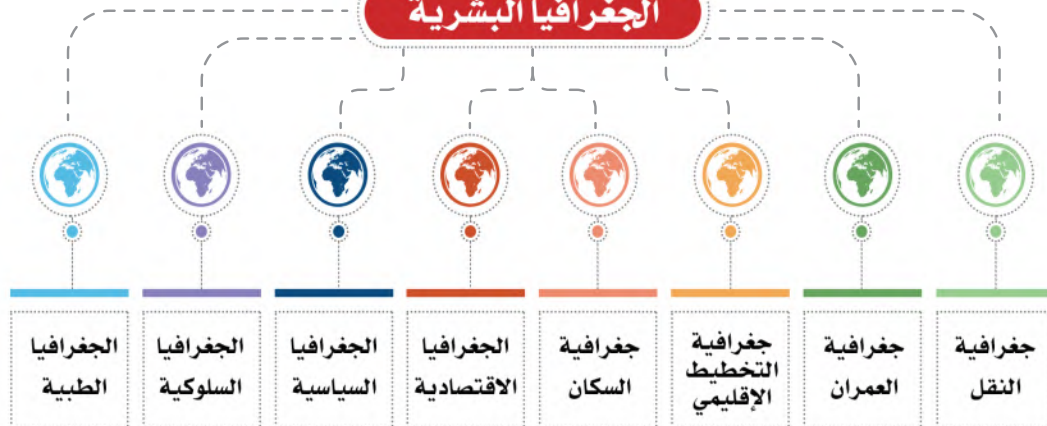 الجغرافيا البشرية
جغرافية
النقل
جغرافية
العمران
جغرافية
التخطيط
الإقليمي
جغرافية
السكان
الجغرافيا
الاقتصادية
الجغرافيا
السياسية
الجغرافيا
السلوكية
الجغرافيا
الطبية